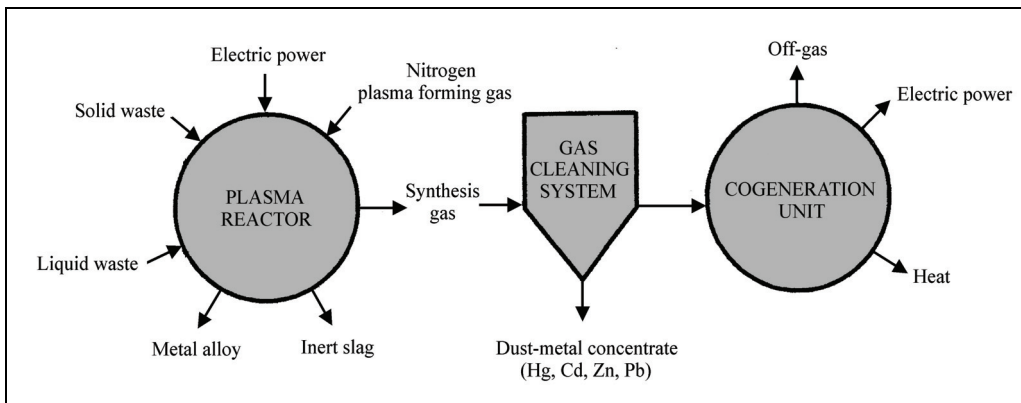 Electric power
Nitrogen
plasma forming gas
Solid waste
PLASMA
REACTOR
Liquid waste
Metal alloy
Inert slag
Synthesis
gas
GAS
CLEANING
SYSTEM
Dust-metal concentrate
(Hg, Cd, Zn, Pb)
Off-gas
Electric power
COGENERATION
UNIT
Heat